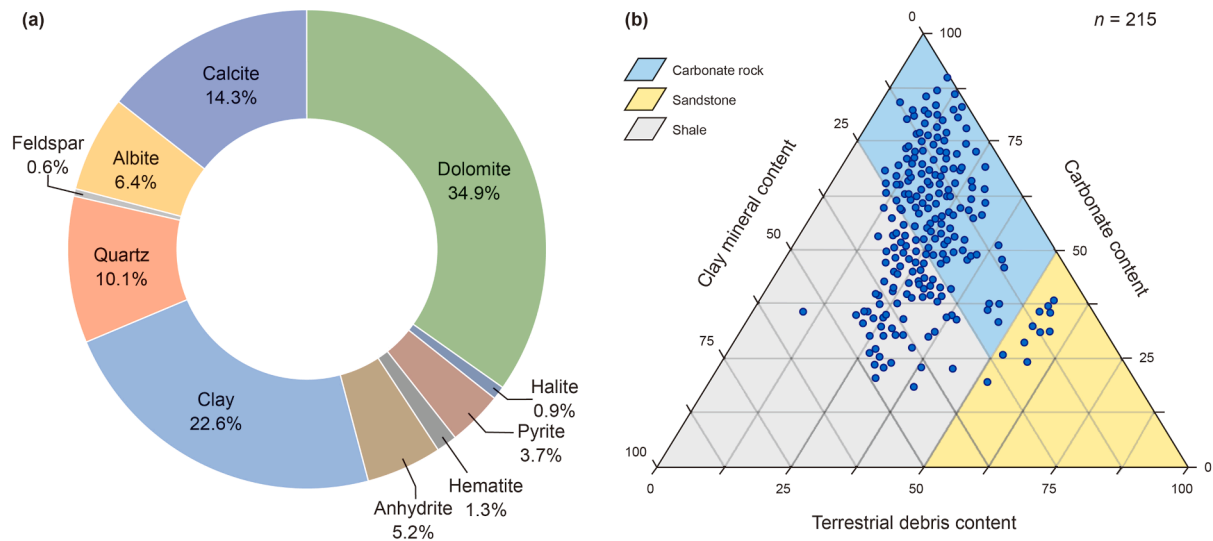 (a)
Calcite
14.3%
Dolomite
34.9%
Feldspar
0.6%
Albite
6.4%
Quartz
10.1%
Clay
22.6%
Halite
0.9%
Pyrite
3.7%
Hematite
1.3%
Anhydrite
5.2%
(b)
n = 215
Carbonate rock
Sandstone
Shale
0
100
25
75
Clay mineral content
Carbonate content
50
50
75
25
100
0
0
25
50
75
100
Terrestrial debris content